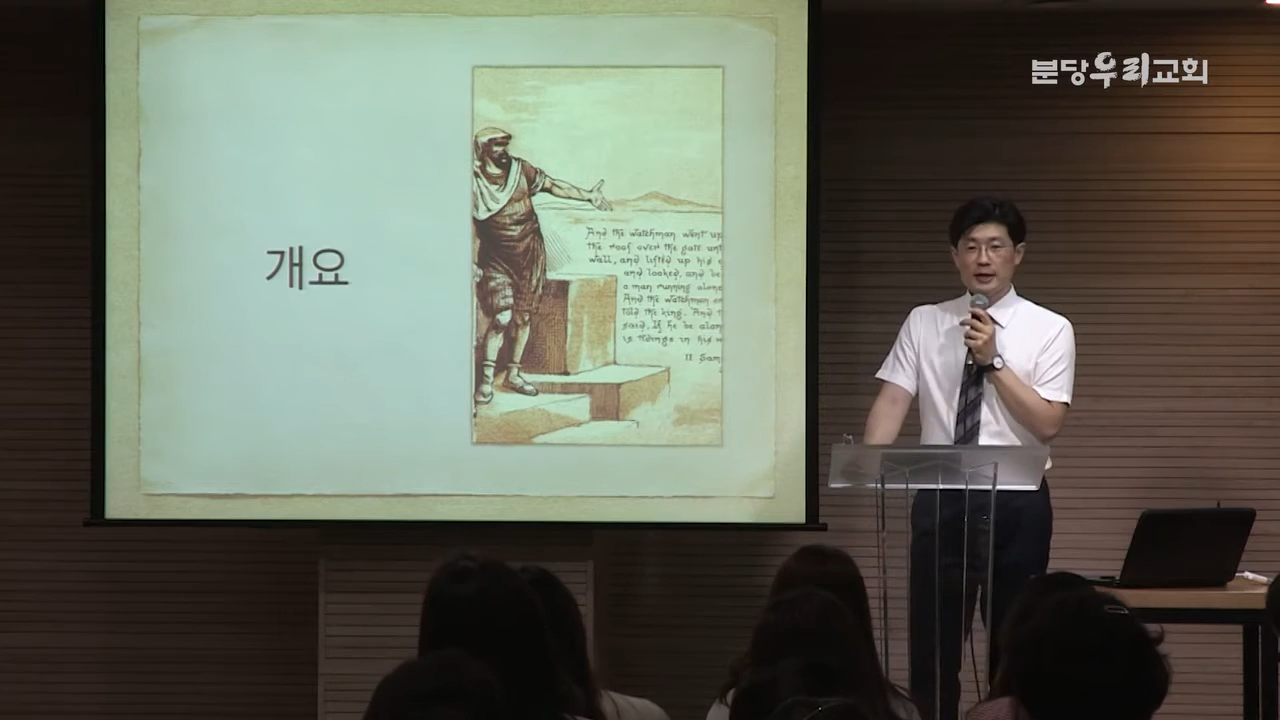 분당우리교회
개요
And the watchman went up
the roof over the gate unt
wall, and lifted up his e
and looked, and be
a man running alone
And the watchman
told the king. And t
said, If he be alon
is tidings in his m
II Sam